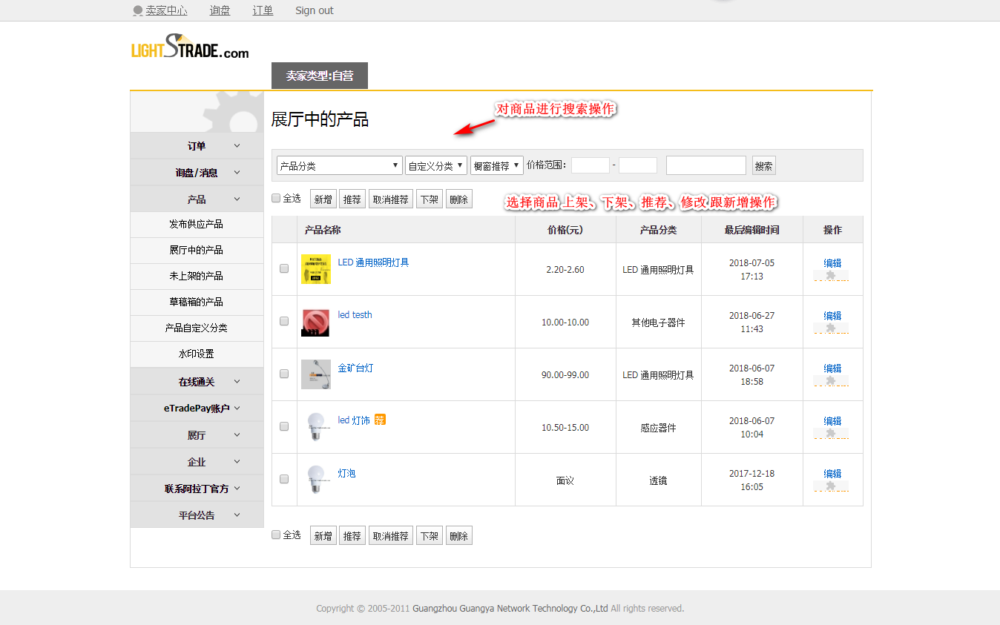 卖家中心 询盘 订单 Sign out
LIGHTSTRADE.com
卖家类型:自营
对商品进行搜索操作
展厅中的产品
订单
询盘/消息
产品
发布供应产品
展厅中的产品
未上架的产品
草稿箱的产品
产品自定义分类
水印设置
在线通关
eTradePay账户
展厅
企业
联系阿拉丁官方
平台公告
产品分类 自定义分类 橱窗推荐 价格范围: - 搜索
全选 新增 推荐 取消推荐 下架 删除
选择商品 上架、下架、推荐、修改 跟新增操作
产品名称 价格(元) 产品分类 最后编辑时间 操作
LED 通用照明灯具 2.20-2.60 LED 通用照明灯具 2018-07-05 17:13 编辑
led testh 10.00-10.00 其他电子器件 2018-06-27 11:43 编辑
金矿台灯 90.00-99.00 LED 通用照明灯具 2018-06-07 18:58 编辑
led 灯饰 荐 10.50-15.00 感应器件 2018-06-07 10:04 编辑
灯泡 面议 透镜 2017-12-18 16:05 编辑
全选 新增 推荐 取消推荐 下架 删除
Copyright © 2005-2011 Guangzhou Guangya Network Technology Co.,Ltd All rights reserved.